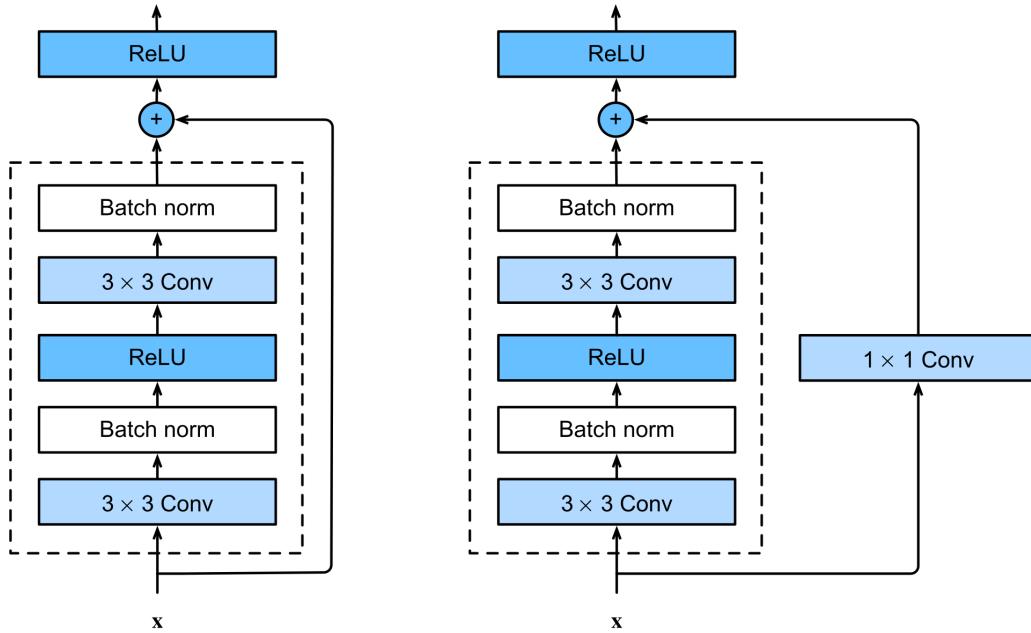 ReLU
+
Batch norm
3 × 3 Conv
ReLU
Batch norm
3 × 3 Conv
x
ReLU
+
Batch norm
3 × 3 Conv
ReLU
1 × 1 Conv
Batch norm
3 × 3 Conv
x